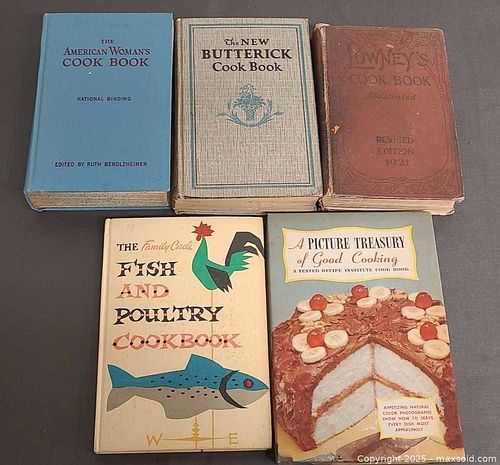 THE
AMERICAN WOMAN'S
COOK BOOK
NATIONAL BINDING
EDITED BY RUTH BEROLZHEIMER
The NEW
BUTTERICK
Cook Book
LOWNEY'S
COOK BOOK
Illustrated
REVISED
EDITION
1921
THE Family Circle
FISH
AND
POULTRY
COOKBOOK
W E
A PICTURE TREASURY
of Good Cooking
A TESTED RECIPE INSTITUTE COOK BOOK
APPETIZING NATURAL
COLOR PHOTOGRAPHS
SHOW HOW TO SERVE
EVERY DISH MOST
APPEALINGLY
Copyright 2025 - maxsold.com